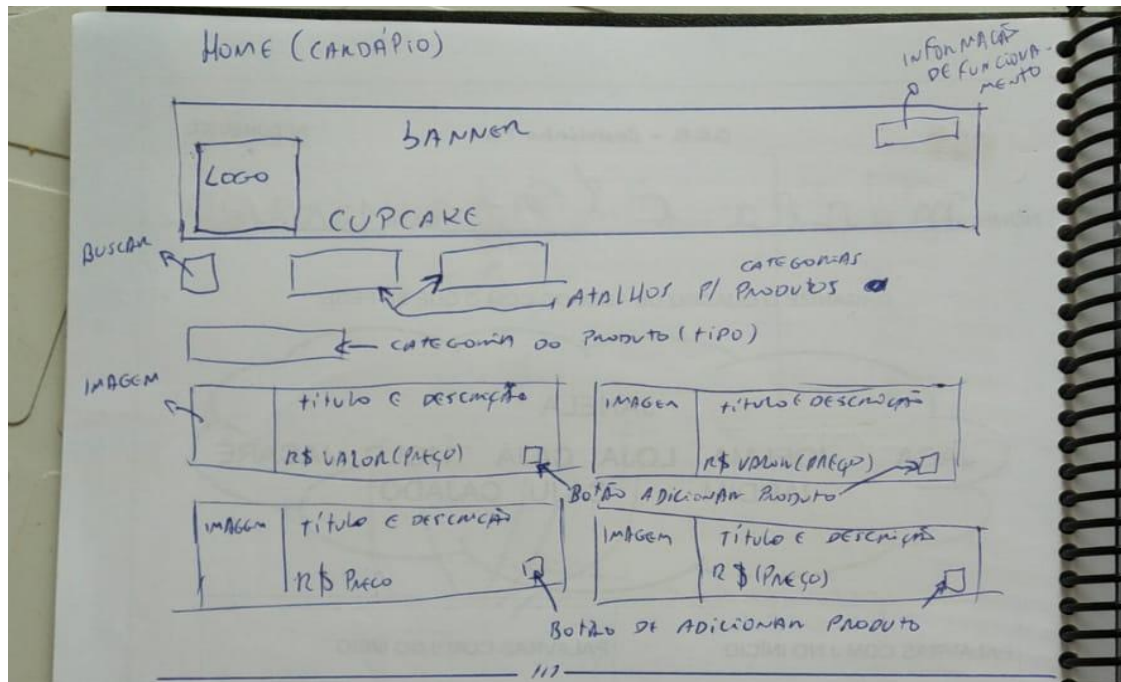 HOME (CARDÁPIO)
INFORMAÇÃO
DE FUNCIONA-
MENTO
BANNER
LOGO
CUPCAKE
BUSCAR
CATEGORIAS
ATALHOS P/ PRODUTOS
CATEGORIA DO PRODUTO (TIPO)
IMAGEM
TÍTULO E DESCRIÇÃO
R$ VALOR (PREÇO)
IMAGEM
TÍTULO E DESCRIÇÃO
R$ VALOR (PREÇO)
BOTÃO ADICIONAR PRODUTO
IMAGEM
TÍTULO E DESCRIÇÃO
R$ PREÇO
IMAGEM
TÍTULO E DESCRIÇÃO
R$ (PREÇO)
BOTÃO DE ADICIONAR PRODUTO